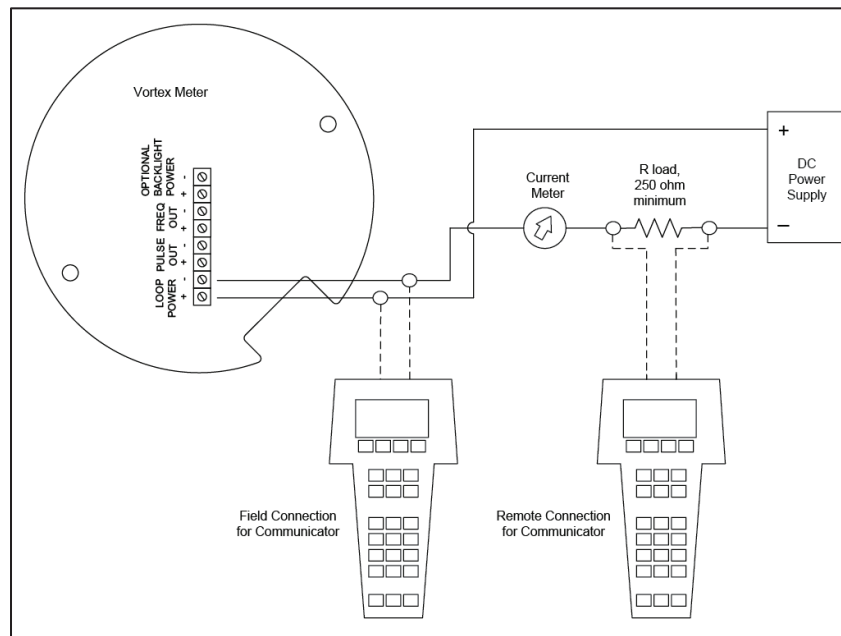 Vortex Meter
OPTIONAL
BACKLIGHT
POWER
- 
+
FREQ
OUT
-
+
PULSE
OUT
-
+
LOOP
POWER
-
+
Current
Meter
R load,
250 ohm
minimum
+
DC
Power
Supply
−
Field Connection
for Communicator
Remote Connection
for Communicator